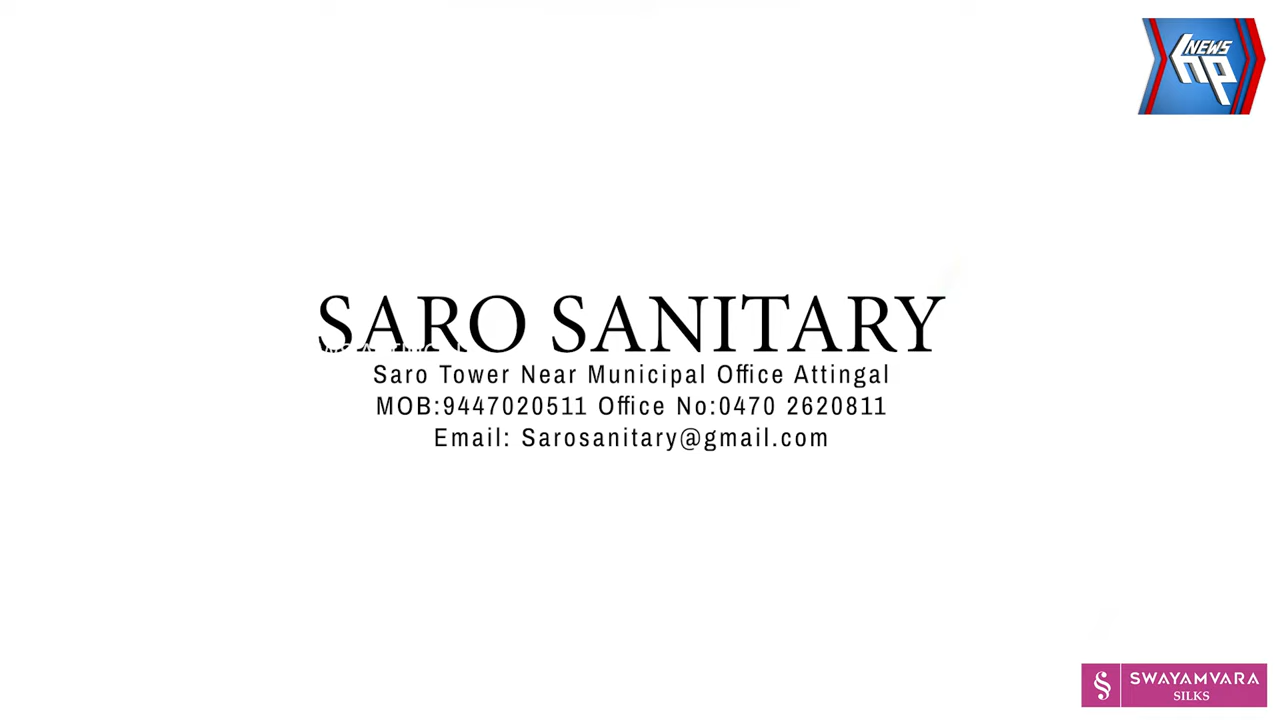 NEWS
hp
SARO SANITARY
Saro Tower Near Municipal Office Attingal
MOB:9447020511 Office No:0470 2620811
Email: Sarosanitary@gmail.com
SWAYAMVARA
SILKS